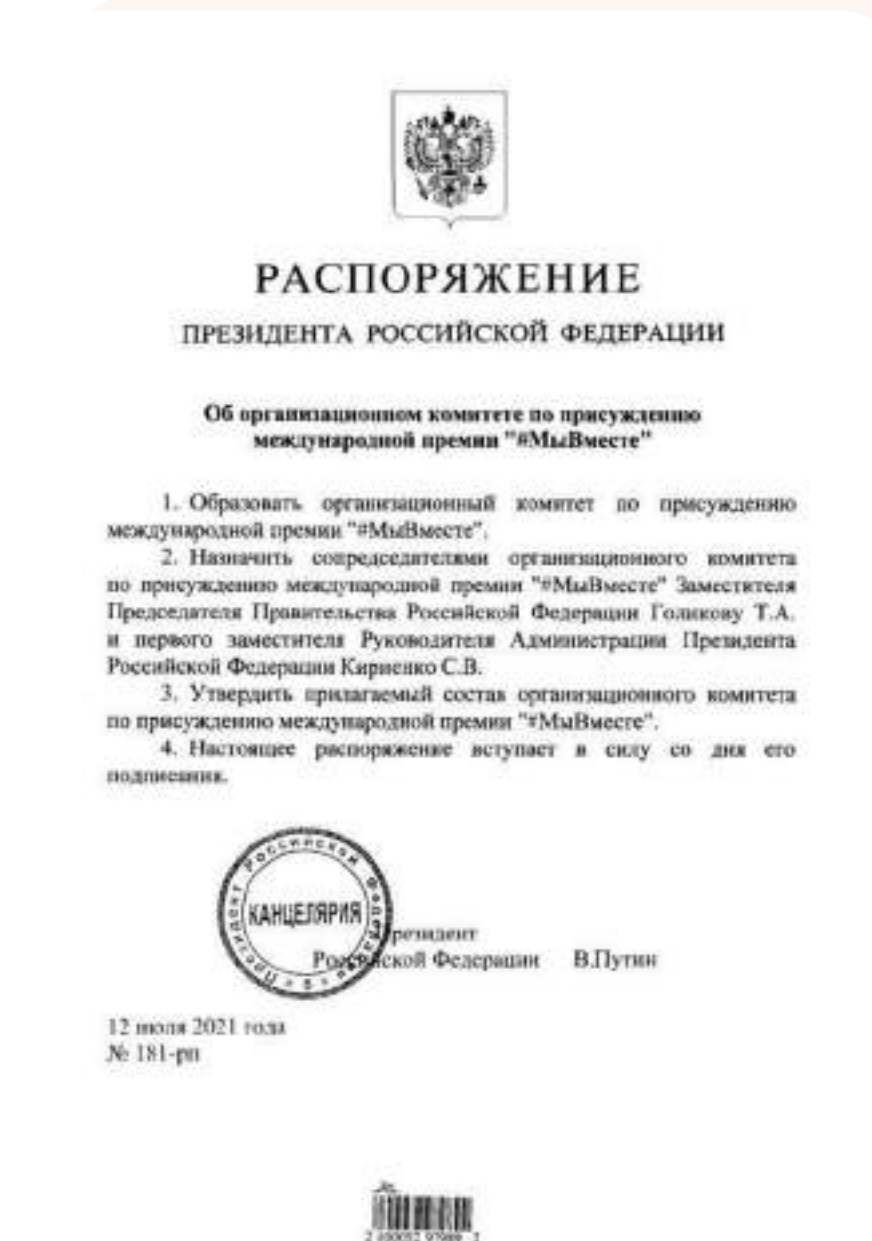 РАСПОРЯЖЕНИЕ
ПРЕЗИДЕНТА РОССИЙСКОЙ ФЕДЕРАЦИИ
Об организационном комитете по присуждению
международной премии "#МыВместе"
1. Образовать организационный комитет по присуждению
международной премии "#МыВместе".
2. Назначить сопредседателями организационного комитета
по присуждению международной премии "#МыВместе" Заместителя
Председателя Правительства Российской Федерации Голикову Т.А.
и первого заместителя Руководителя Администрации Президента
Российской Федерации Кириенко С.В.
3. Утвердить прилагаемый состав организационного комитета
по присуждению международной премии "#МыВместе".
4. Настоящее распоряжение вступает в силу со дня его
подписания.
Президент Российской Федерации
КАНЦЕЛЯРИЯ
Президент
Российской Федерации В.Путин
12 июля 2021 года
№ 181-рп